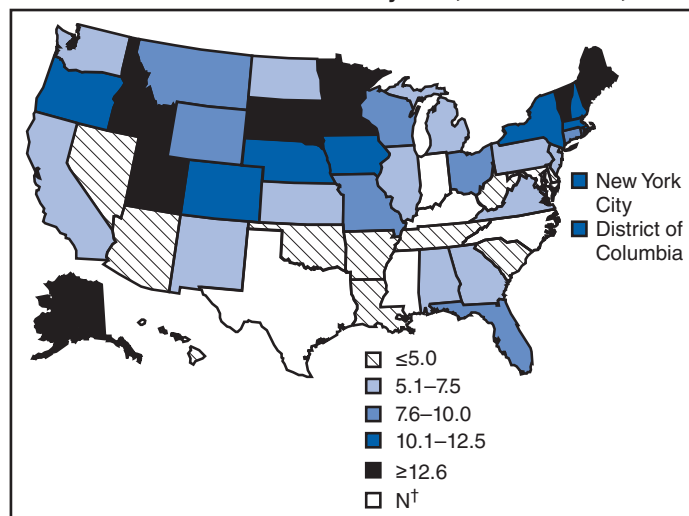 New York
City
District of
Columbia
≤5.0
5.1–7.5
7.6–10.0
10.1–12.5
≥12.6
N†